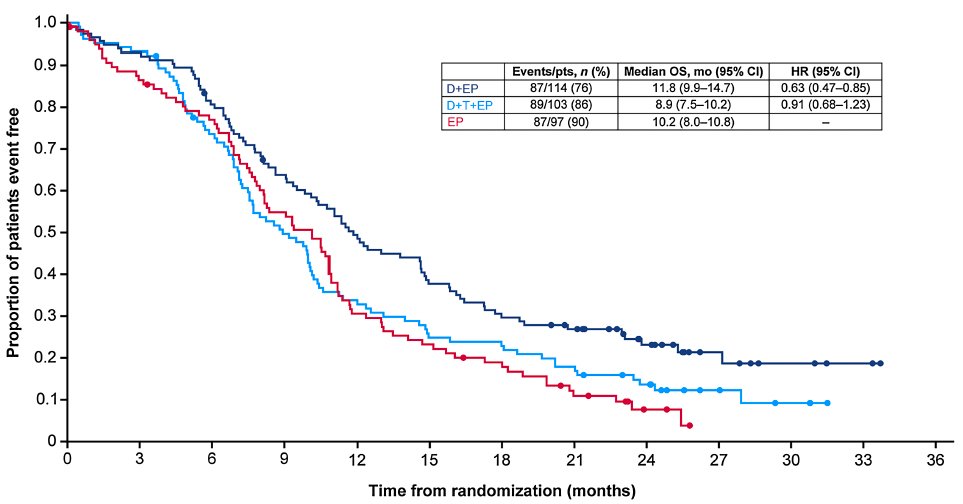 1.0
0.9
0.8
0.7
0.6
0.5
0.4
0.3
0.2
0.1
0
Proportion of patients event free
Events/pts, n (%) Median OS, mo (95% CI) HR (95% CI)
D+EP 87/114 (76) 11.8 (9.9–14.7) 0.63 (0.47–0.85)
D+T+EP 89/103 (86) 8.9 (7.5–10.2) 0.91 (0.68–1.23)
EP 87/97 (90) 10.2 (8.0–10.8) –
0 3 6 9 12 15 18 21 24 27 30 33 36
Time from randomization (months)